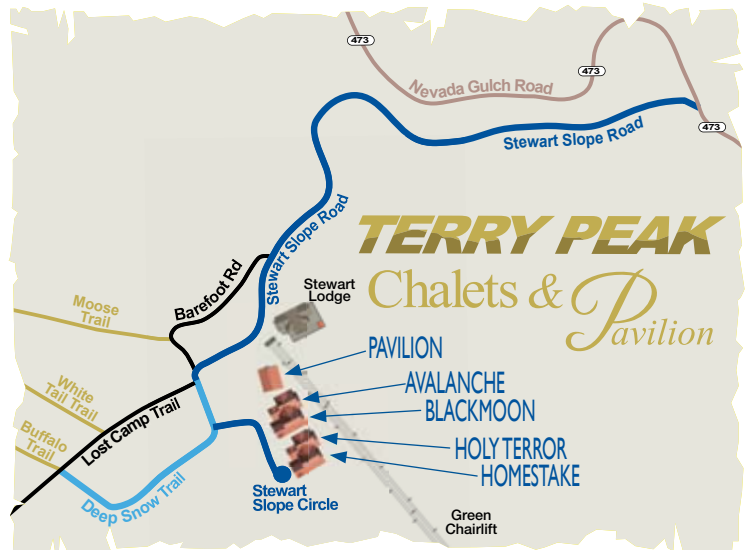 473
473
Nevada Gulch Road
473
Stewart Slope Road
TERRY PEAK
Chalets & Pavilion
Stewart Slope Road
Barefoot Rd
Stewart
Lodge
Moose
Trail
PAVILION
AVALANCHE
BLACKMOON
HOLY TERROR
HOMESTAKE
White
Tail Trail
Lost Camp Trail
Buffalo
Trail
Deep Snow Trail
Stewart
Slope Circle
Green
Chairlift